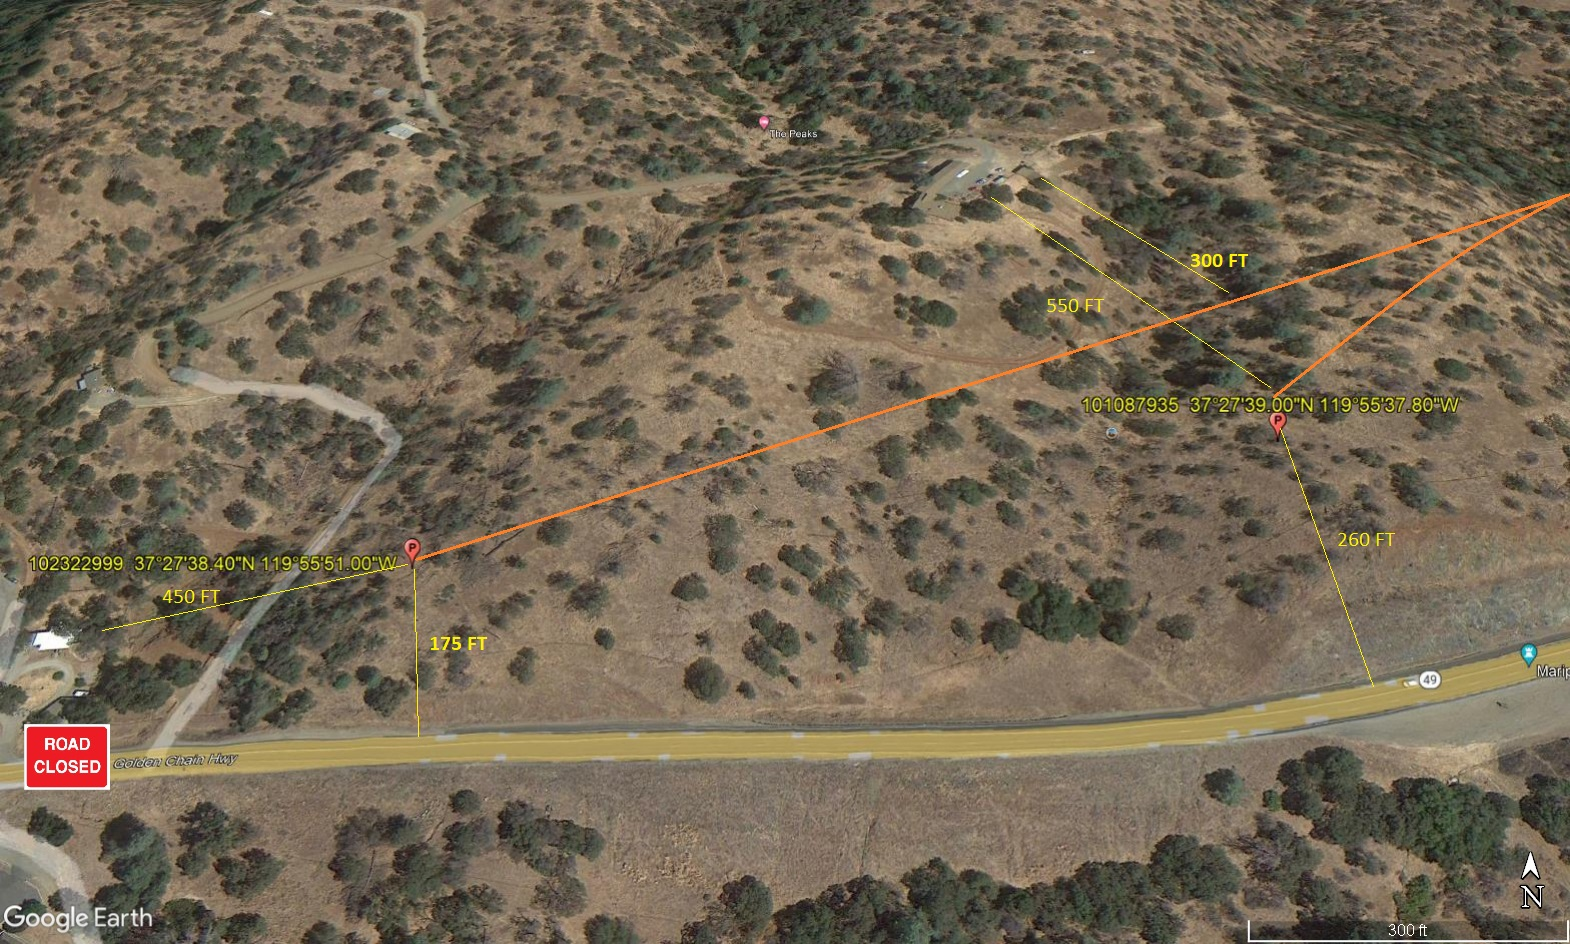 The Peaks
300 FT
550 FT
101087935 37°27'39.00"N 119°55'37.80"W
P
260 FT
P
102322999 37°27'38.40"N 119°55'51.00"W
450 FT
175 FT
49
Marip
ROAD
CLOSED
Golden Chain Hwy
N
Google Earth
300 ft